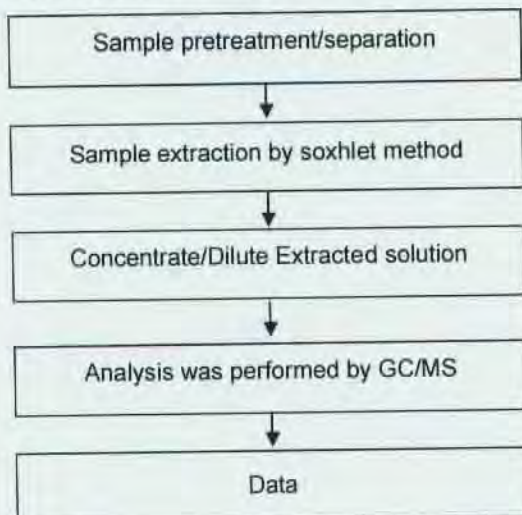 Sample pretreatment/separation
Sample extraction by soxhlet method
Concentrate/Dilute Extracted solution
Analysis was performed by GC/MS
Data